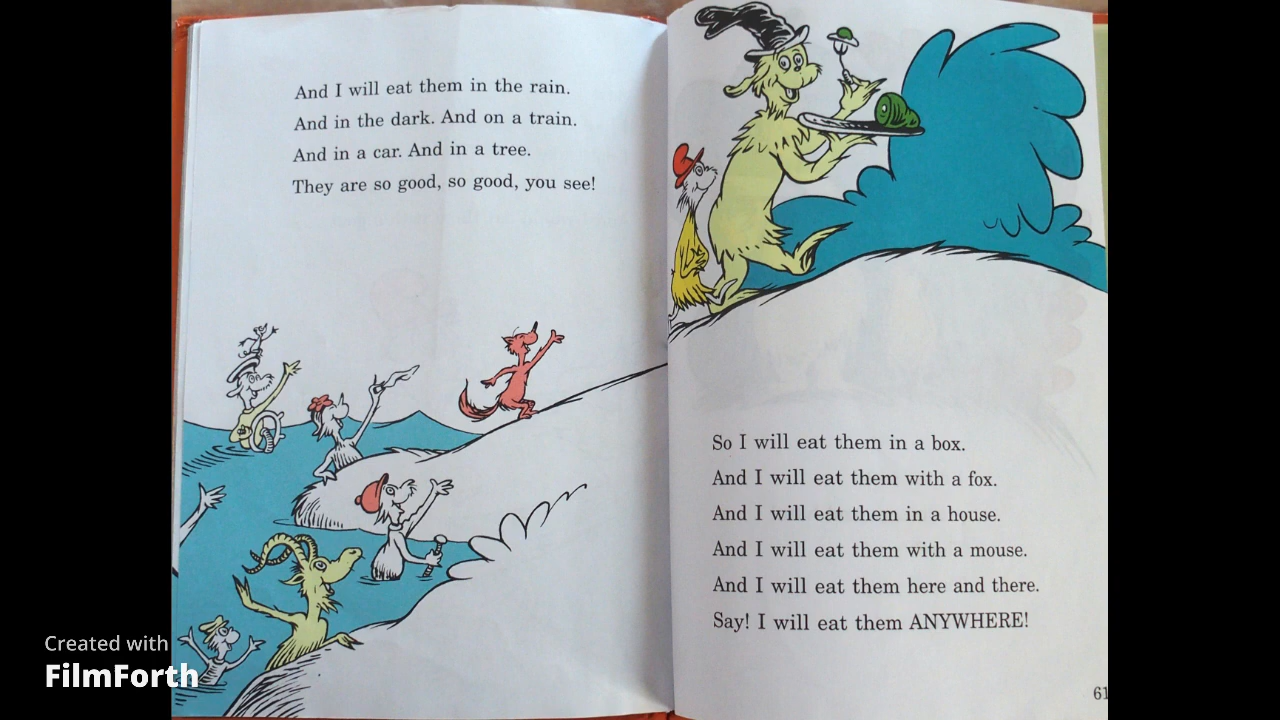 And I will eat them in the rain.
And in the dark. And on a train.
And in a car. And in a tree.
They are so good, so good, you see!
So I will eat them in a box.
And I will eat them with a fox.
And I will eat them in a house.
And I will eat them with a mouse.
And I will eat them here and there.
Say! I will eat them ANYWHERE!
61
Created with
FilmForth